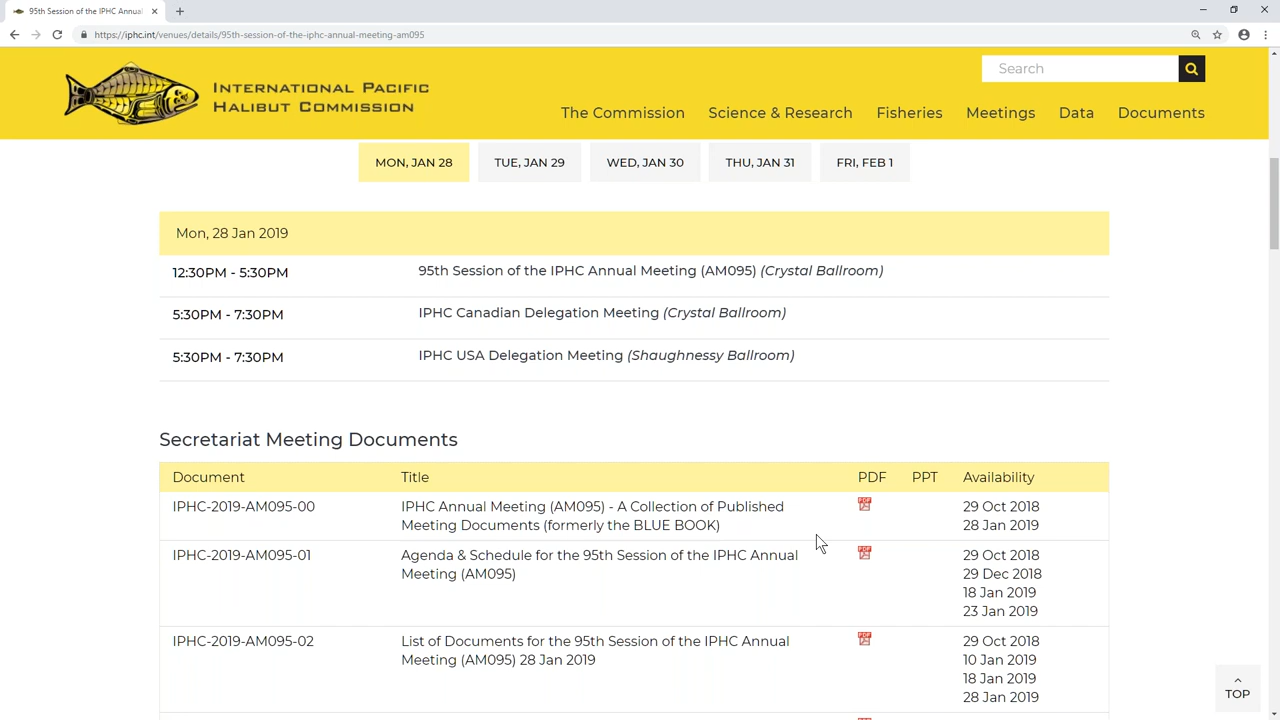 95th Session of the IPHC Annual
https://iphc.int/venues/details/95th-session-of-the-iphc-annual-meeting-am095
INTERNATIONAL PACIFIC
HALIBUT COMMISSION
Search
The Commission Science & Research Fisheries Meetings Data Documents
MON, JAN 28 TUE, JAN 29 WED, JAN 30 THU, JAN 31 FRI, FEB 1
Mon, 28 Jan 2019
12:30PM - 5:30PM 95th Session of the IPHC Annual Meeting (AM095) (Crystal Ballroom)
5:30PM - 7:30PM IPHC Canadian Delegation Meeting (Crystal Ballroom)
5:30PM - 7:30PM IPHC USA Delegation Meeting (Shaughnessy Ballroom)
Secretariat Meeting Documents
Document Title PDF PPT Availability
IPHC-2019-AM095-00 IPHC Annual Meeting (AM095) - A Collection of Published PDF 29 Oct 2018
Meeting Documents (formerly the BLUE BOOK) 28 Jan 2019
IPHC-2019-AM095-01 Agenda & Schedule for the 95th Session of the IPHC Annual PDF 29 Oct 2018
Meeting (AM095) 29 Dec 2018
18 Jan 2019
23 Jan 2019
IPHC-2019-AM095-02 List of Documents for the 95th Session of the IPHC Annual PDF 29 Oct 2018
Meeting (AM095) 28 Jan 2019 10 Jan 2019
18 Jan 2019
28 Jan 2019
TOP